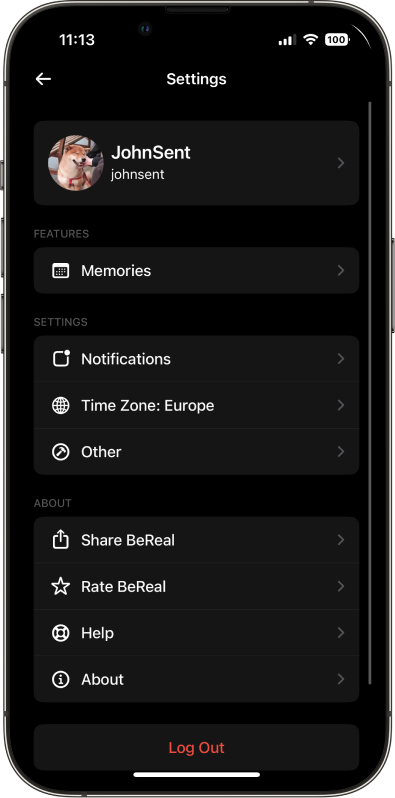 11:13
100
Settings
JohnSent
johnsent
FEATURES
Memories
SETTINGS
Notifications
Time Zone: Europe
Other
ABOUT
Share BeReal
Rate BeReal
Help
About
Log Out